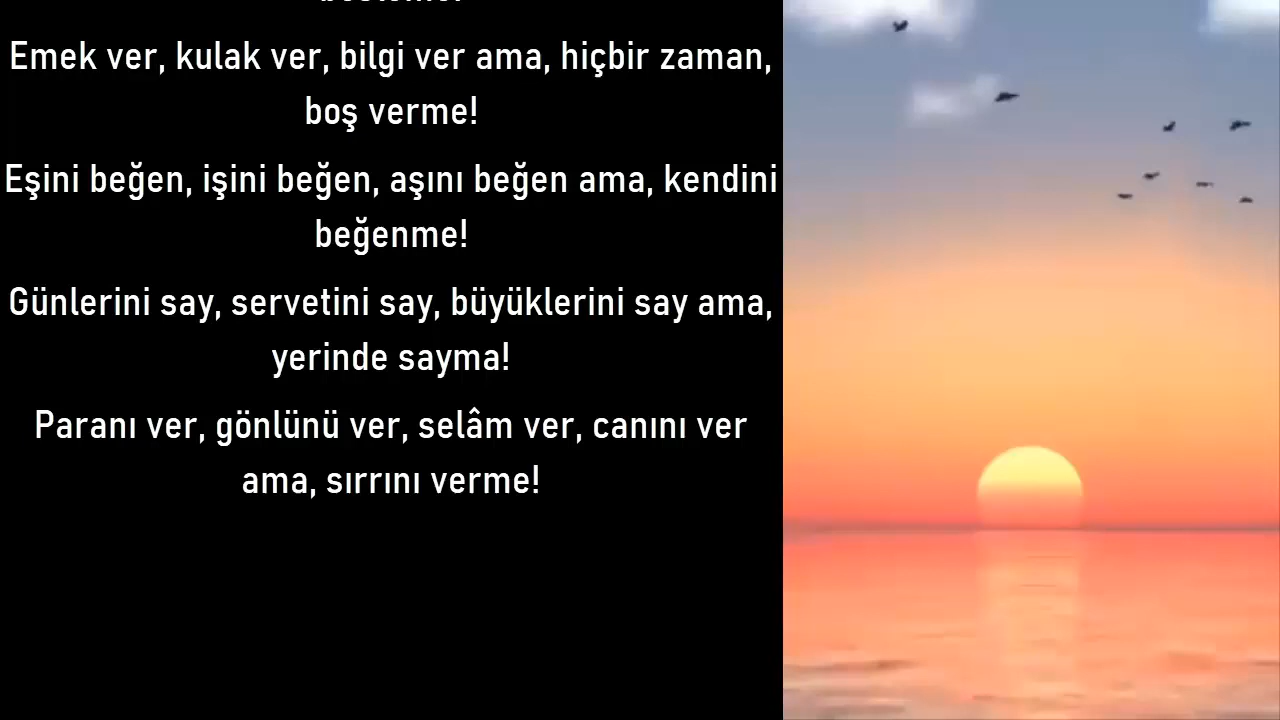 Emek ver, kulak ver, bilgi ver ama, hiçbir zaman,
boş verme!
Eşini beğen, işini beğen, aşını beğen ama, kendini
beğenme!
Günlerini say, servetini say, büyüklerini say ama,
yerinde sayma!
Paranı ver, gönlünü ver, selâm ver, canını ver
ama, sırrını verme!